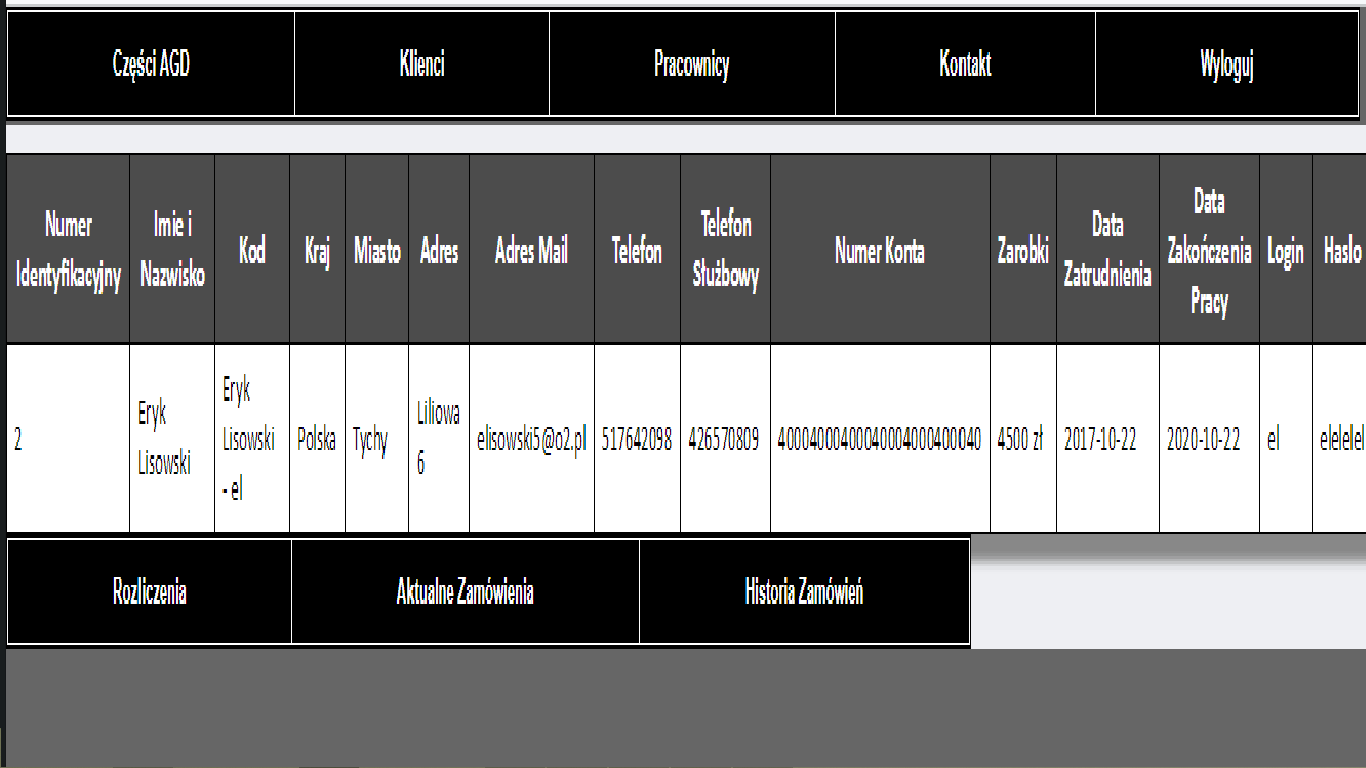 Części AGD Klienci Pracownicy Kontakt Wyloguj
Numer Identyfikacyjny Imie i Nazwisko Kod Kraj Miasto Adres Adres Mail Telefon Telefon Służbowy Numer Konta Zarobki Data Zatrudnienia Data Zakończenia Pracy Login Haslo
2 Eryk Lisowski Eryk Lisowski - el Polska Tychy Liliowa 6 elisowski5@o2.pl 517642098 426570809 40004000400040004000400040 4500 zł 2017-10-22 2020-10-22 el elelelel
Rozliczenia Aktualne Zamówienia Historia Zamówień